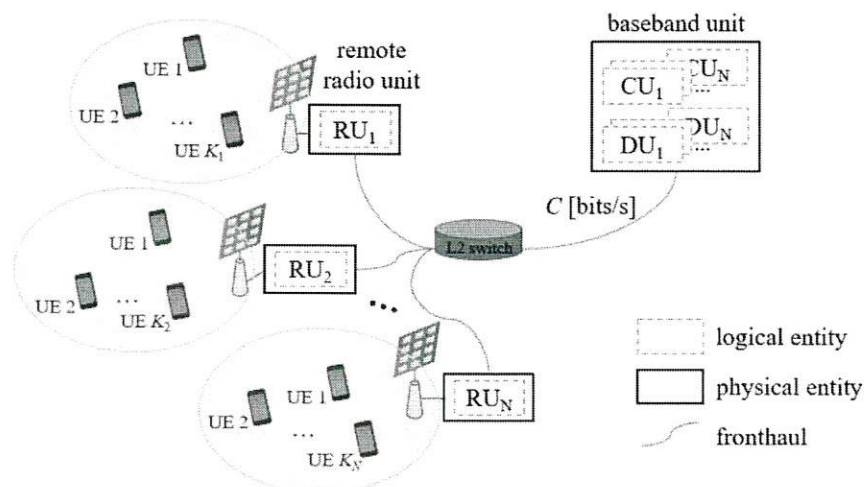 baseband unit
remote
radio unit
CU_N
CU_1
...
DU_N
DU_1
...
UE 1
UE 2
...
UE K_1
RU_1
C [bits/s]
L2 switch
UE 1
UE 2
...
UE K_2
RU_2
...
UE 1
UE 2
...
UE K_N
RU_N
logical entity
physical entity
fronthaul